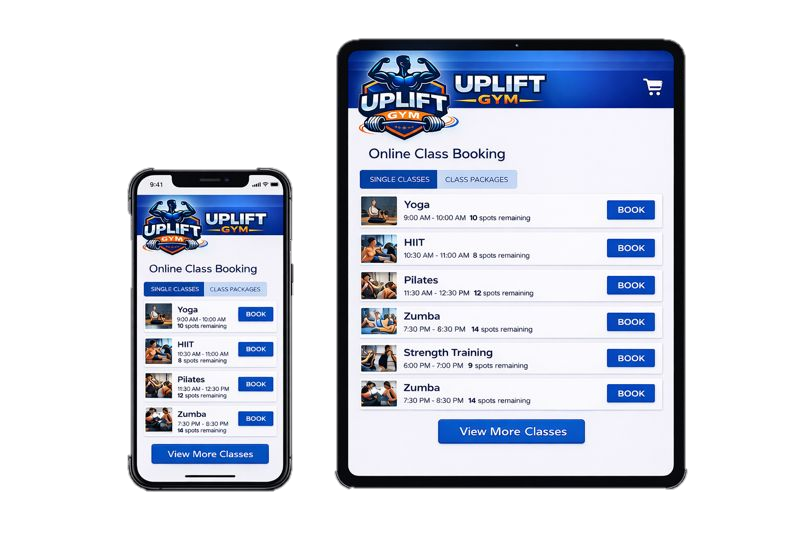 9:41
UPLIFT
GYM
UPLIFT
GYM
Online Class Booking
SINGLE CLASSES CLASS PACKAGES
Yoga
9:00 AM - 10:00 AM
10 spots remaining
BOOK
HIIT
10:30 AM - 11:00 AM
8 spots remaining
BOOK
Pilates
11:30 AM - 12:30 PM
12 spots remaining
BOOK
Zumba
7:30 PM - 8:30 PM
14 spots remaining
BOOK
View More Classes
UPLIFT
GYM
UPLIFT
GYM
Online Class Booking
SINGLE CLASSES CLASS PACKAGES
Yoga
9:00 AM - 10:00 AM 10 spots remaining
BOOK
HIIT
10:30 AM - 11:00 AM 8 spots remaining
BOOK
Pilates
11:30 AM - 12:30 PM 12 spots remaining
BOOK
Zumba
7:30 PM - 8:30 PM 14 spots remaining
BOOK
Strength Training
6:00 PM - 7:00 PM 9 spots remaining
BOOK
Zumba
7:30 PM - 8:30 PM 14 spots remaining
BOOK
View More Classes